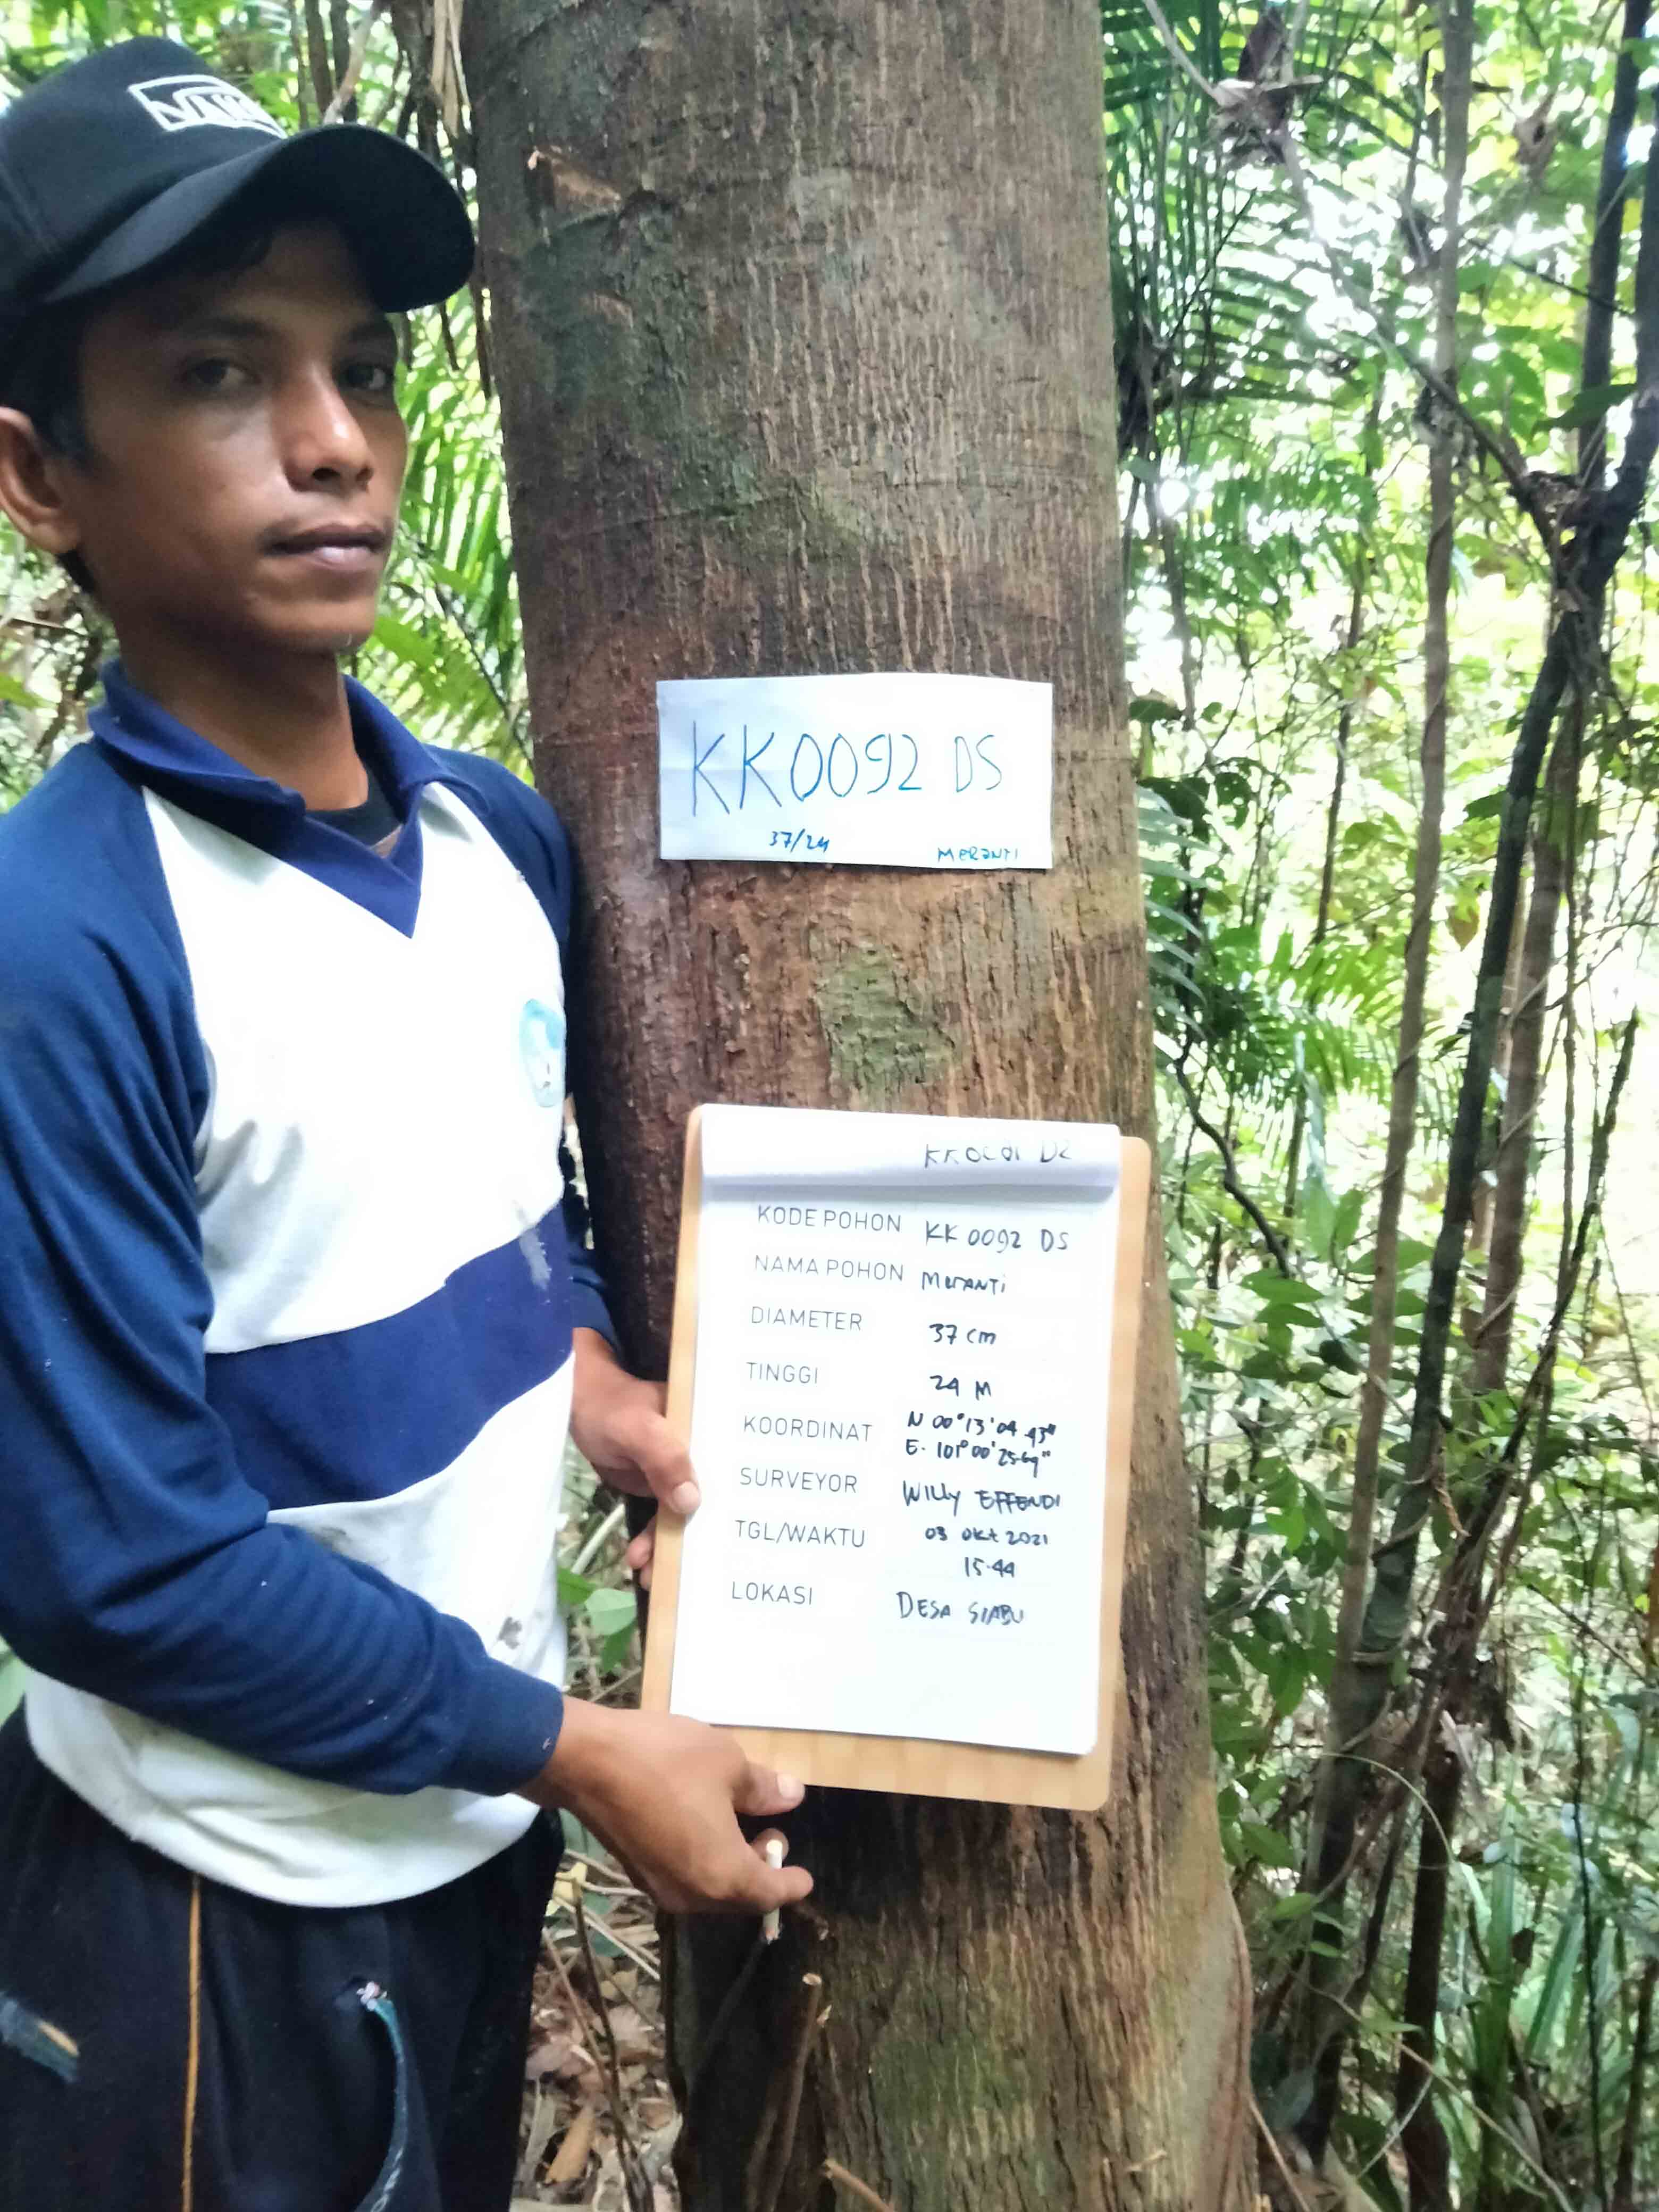 KK0092 DS
37/24
MERANTI
KODE POHON KK 0092 DS
NAMA POHON MERANTI
DIAMETER 37 cm
TINGGI 24 M
KOORDINAT N 00°13'04.43"
E. 101°00'25.69"
SURVEYOR WILLY EFFENDI
TGL/WAKTU 03 OKT 2021
15.44
LOKASI DESA SIABU